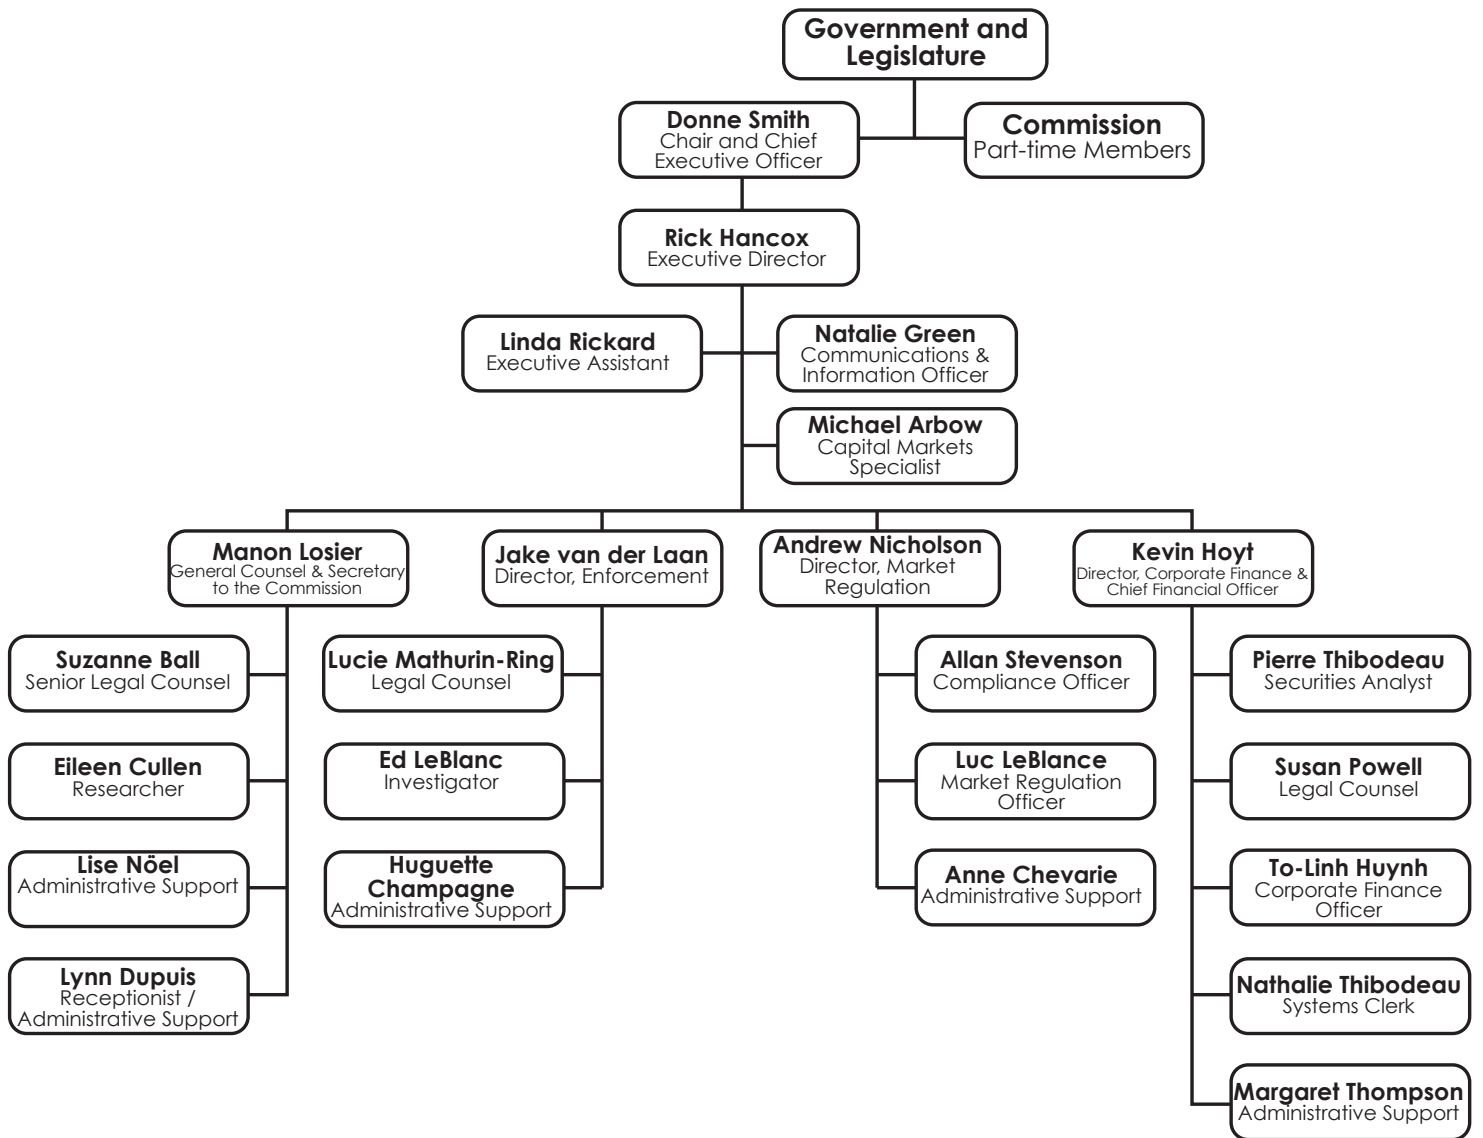 Government and
Legislature
Donne Smith
Chair and Chief
Executive Officer
Commission
Part-time Members
Rick Hancox
Executive Director
Linda Rickard
Executive Assistant
Natalie Green
Communications &
Information Officer
Michael Arbow
Capital Markets
Specialist
Manon Losier
General Counsel & Secretary
to the Commission
Jake van der Laan
Director, Enforcement
Andrew Nicholson
Director, Market
Regulation
Kevin Hoyt
Director, Corporate Finance &
Chief Financial Officer
Suzanne Ball
Senior Legal Counsel
Eileen Cullen
Researcher
Lise Nöel
Administrative Support
Lynn Dupuis
Receptionist /
Administrative Support
Lucie Mathurin-Ring
Legal Counsel
Ed LeBlanc
Investigator
Huguette
Champagne
Administrative Support
Allan Stevenson
Compliance Officer
Luc LeBlance
Market Regulation
Officer
Anne Chevarie
Administrative Support
Pierre Thibodeau
Securities Analyst
Susan Powell
Legal Counsel
To-Linh Huynh
Corporate Finance
Officer
Nathalie Thibodeau
Systems Clerk
Margaret Thompson
Administrative Support